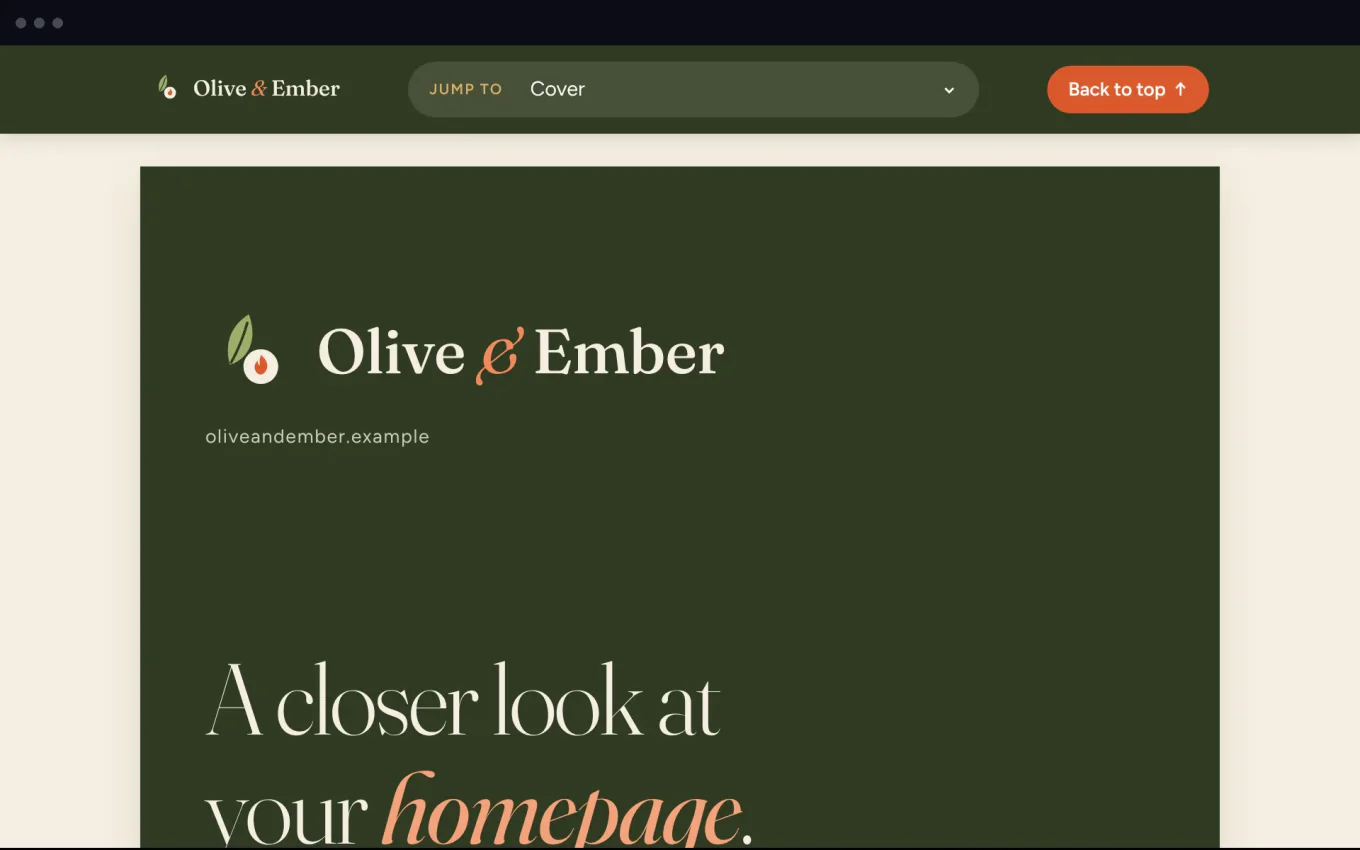 Olive & Ember
JUMP TO Cover
Back to top ↑
Olive & Ember
oliveandember.example
A closer look at
your homepage.